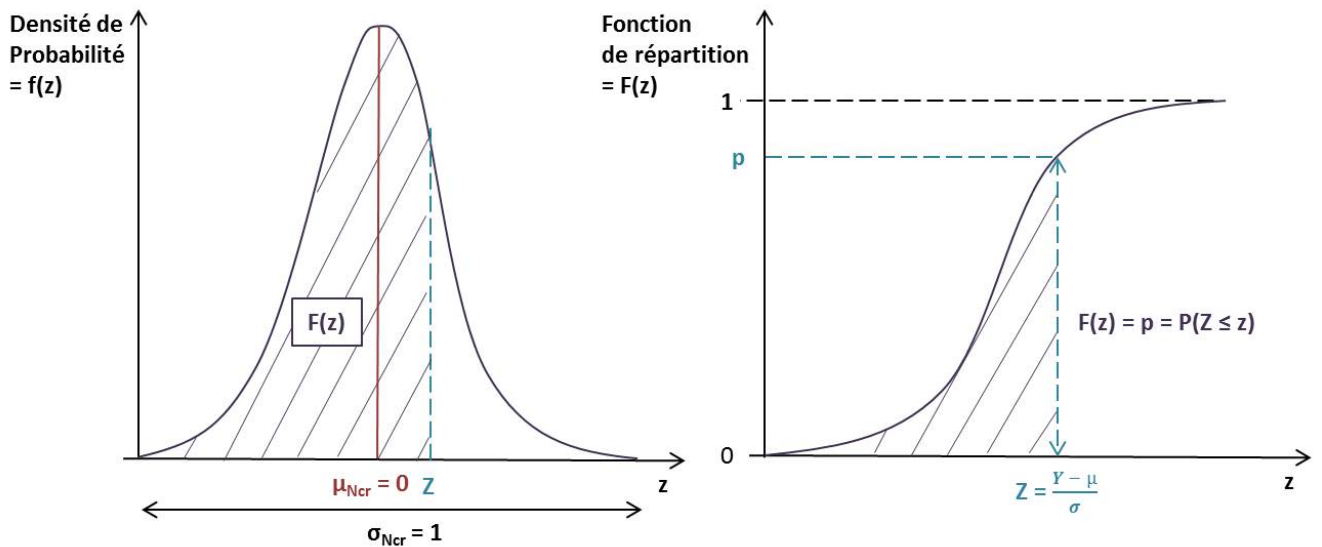 Densité de
Probabilité
= f(z)
F(z)
μNcr = 0
Z
z
σNcr = 1
Fonction
de répartition
= F(z)
1
p
0
F(z) = p = P(Z ≤ z)
Z = (Y − μ)/σ
z